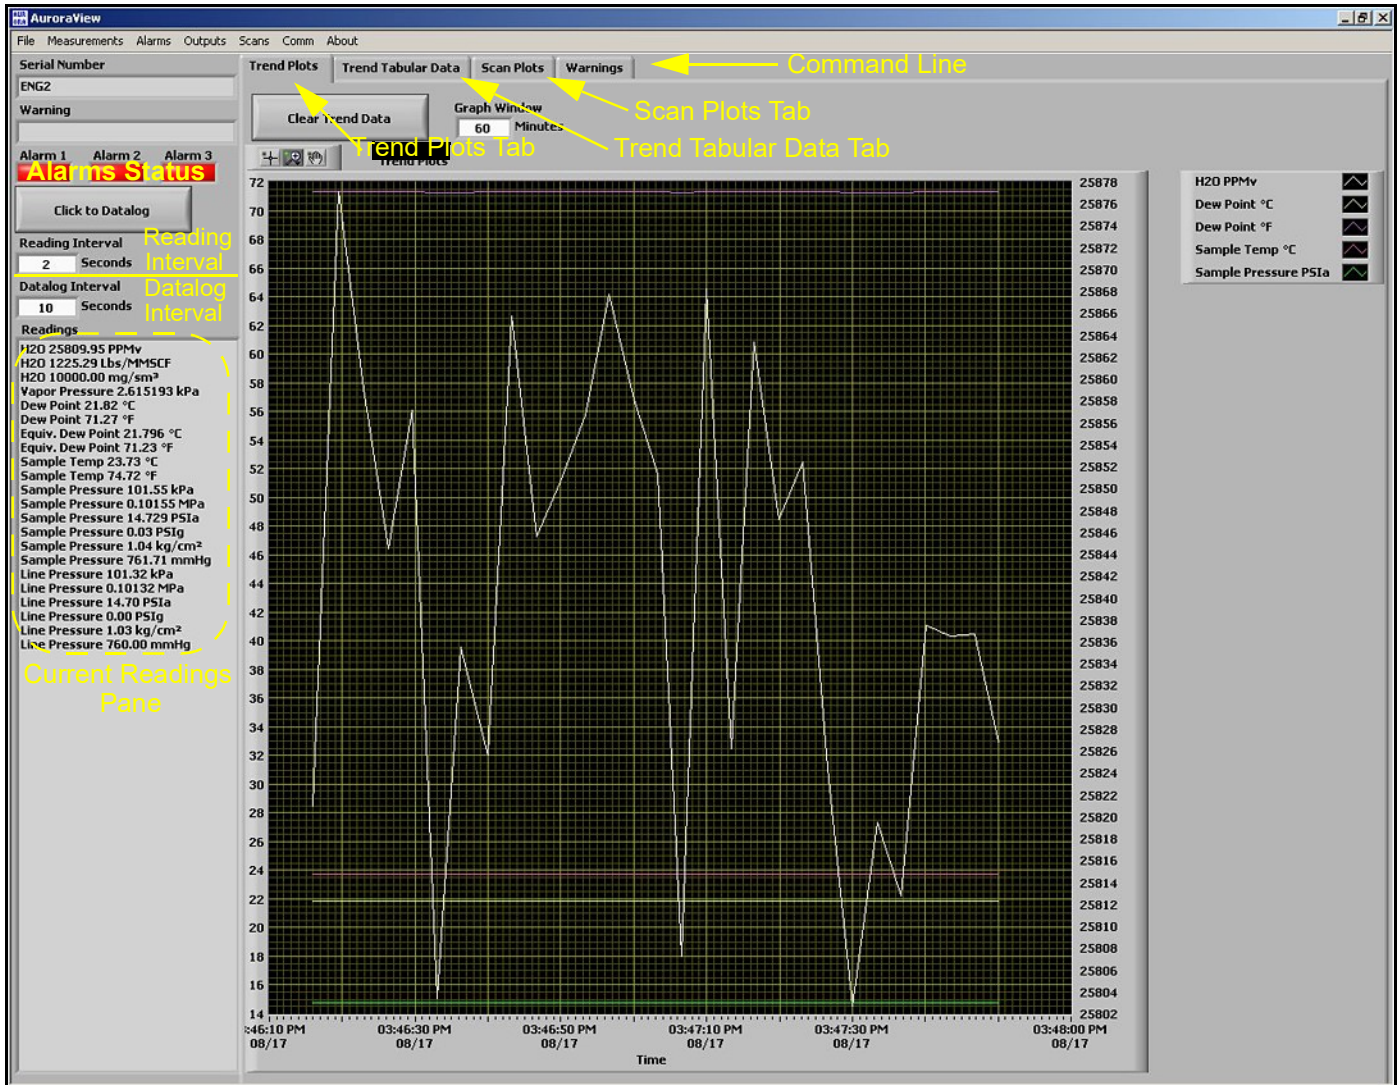 AuroraView
File Measurements Alarms Outputs Scans Comm About
Serial Number
ENG2
Warning
Alarm 1 Alarm 2 Alarm 3
Alarms Status
Click to Datalog
Reading Interval
2 Seconds
Reading
Interval
Datalog Interval
10 Seconds
Datalog
Interval
Readings
H2O 25809.95 PPMv
H2O 1225.29 Lbs/MMSCF
H2O 10000.00 mg/sm³
Vapor Pressure 2.615193 kPa
Dew Point 21.82 °C
Dew Point 71.27 °F
Equiv. Dew Point 21.796 °C
Equiv. Dew Point 71.23 °F
Sample Temp 23.73 °C
Sample Temp 74.72 °F
Sample Pressure 101.55 kPa
Sample Pressure 0.10155 MPa
Sample Pressure 14.729 PSIa
Sample Pressure 0.03 PSIg
Sample Pressure 1.04 kg/cm²
Sample Pressure 761.71 mmHg
Line Pressure 101.32 kPa
Line Pressure 0.10132 MPa
Line Pressure 14.70 PSIa
Line Pressure 0.00 PSIg
Line Pressure 1.03 kg/cm²
Line Pressure 760.00 mmHg
Current Readings
Pane
Trend Plots Trend Tabular Data Scan Plots Warnings
Command Line
Clear Trend Data
Graph Window
60 Minutes
Scan Plots Tab
Trend Plots Tab
Trend Tabular Data Tab
Trend Plots
72
70
68
66
64
62
60
58
56
54
52
50
48
46
44
42
40
38
36
34
32
30
28
26
24
22
20
18
16
14
25878
25876
25874
25872
25870
25868
25866
25864
25862
25860
25858
25856
25854
25852
25850
25848
25846
25844
25842
25840
25838
25836
25834
25832
25830
25828
25826
25824
25822
25820
25818
25816
25814
25812
25810
25808
25806
25804
25802
:46:10 PM 03:46:30 PM 03:46:50 PM 03:47:10 PM 03:47:30 PM 03:48:00 PM
08/17 08/17 08/17 08/17 08/17 08/17
Time
H2O PPMv
Dew Point °C
Dew Point °F
Sample Temp °C
Sample Pressure PSIa